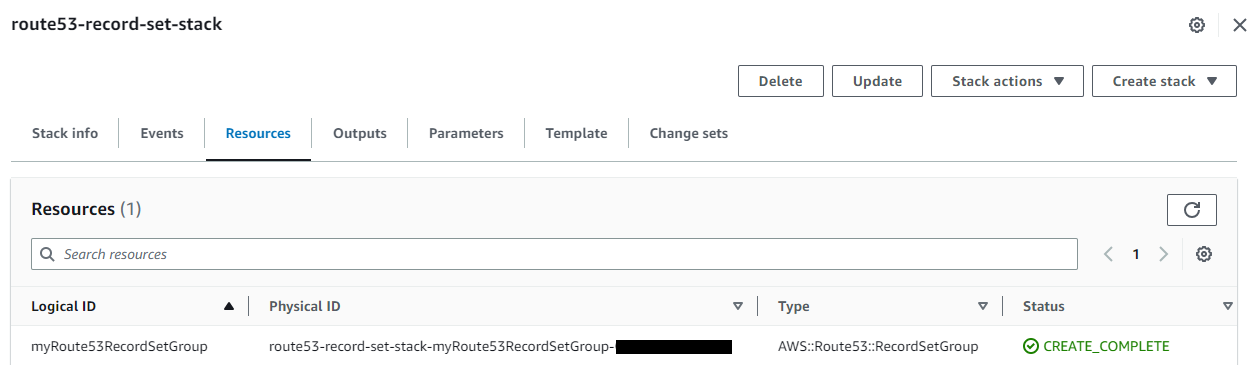 route53-record-set-stack
Delete Update Stack actions Create stack
Stack info Events Resources Outputs Parameters Template Change sets
Resources (1)
Search resources 1
Logical ID Physical ID Type Status
myRoute53RecordSetGroup route53-record-set-stack-myRoute53RecordSetGroup- AWS::Route53::RecordSetGroup CREATE_COMPLETE